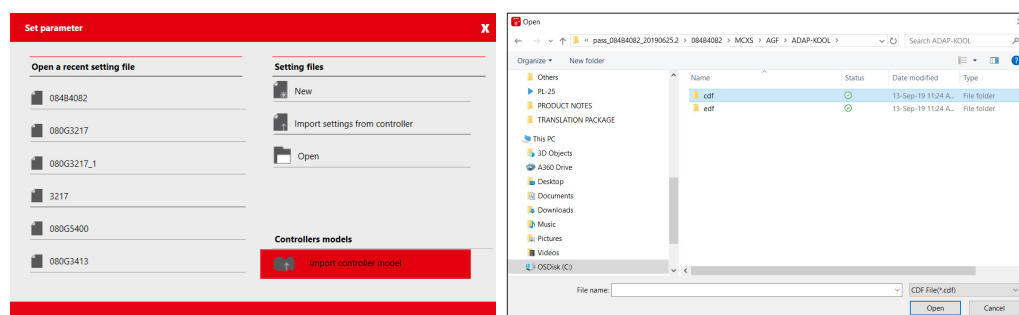 Set parameter
X
Open a recent setting file
084B4082
080G3217
080G3217_1
3217
080G5400
080G3413
Setting files
New
Import settings from controller
Open
Controllers models
Import controller model
Open
« pass_084B4082_20190625.2 › 084B4082 › MCXS › AGF › ADAP-KOOL ›
Search ADAP-KOOL
Organize
New folder
Others
PL-25
PRODUCT NOTES
TRANSLATION PACKAGE
This PC
3D Objects
A360 Drive
Desktop
Documents
Downloads
Music
Pictures
Videos
OSDisk (C:)
Name Status Date modified Type
cdf 13-Sep-19 11:24 A... File folder
edf 13-Sep-19 11:24 A... File folder
File name:
CDF File(*.cdf)
Open Cancel